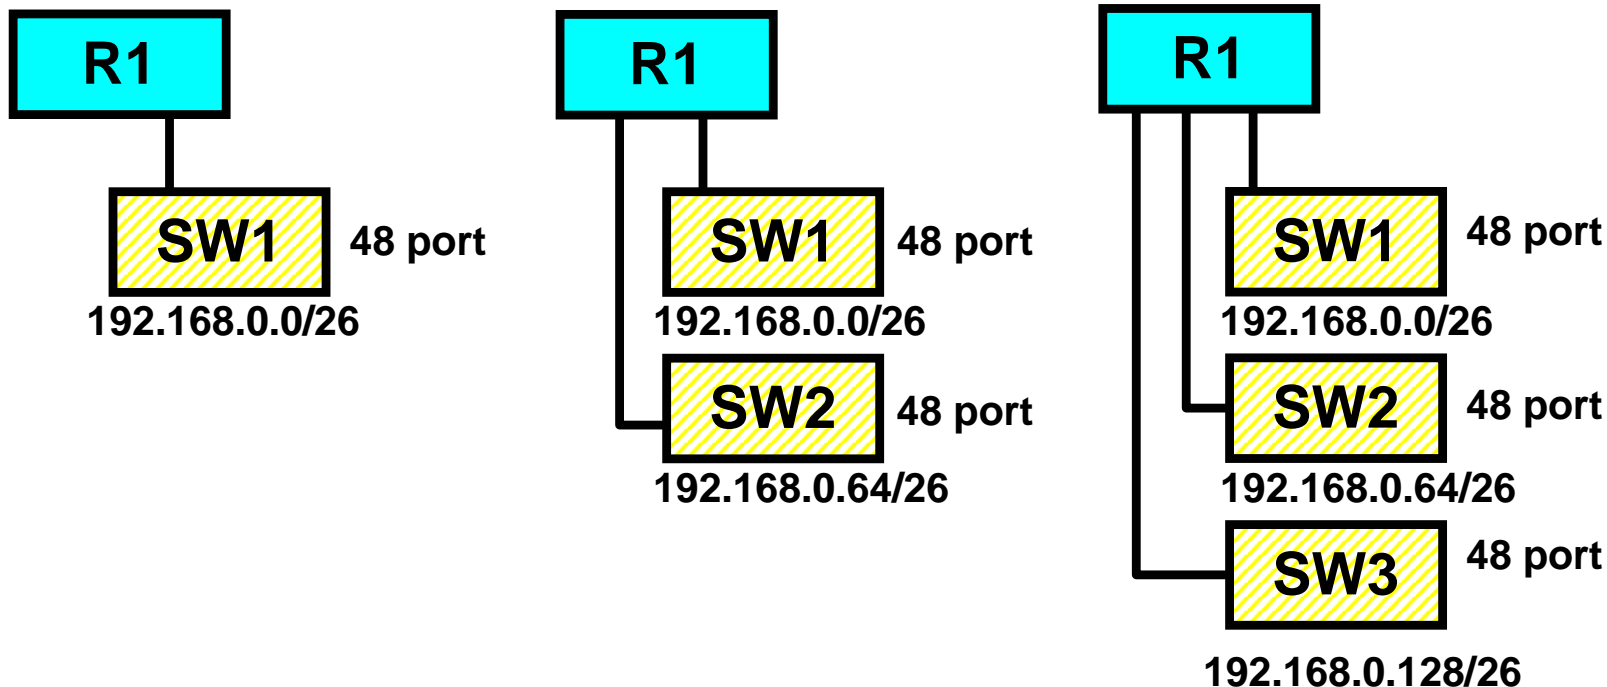 R1
SW1 48 port
192.168.0.0/26
R1
SW1 48 port
192.168.0.0/26
SW2 48 port
192.168.0.64/26
R1
SW1 48 port
192.168.0.0/26
SW2 48 port
192.168.0.64/26
SW3 48 port
192.168.0.128/26